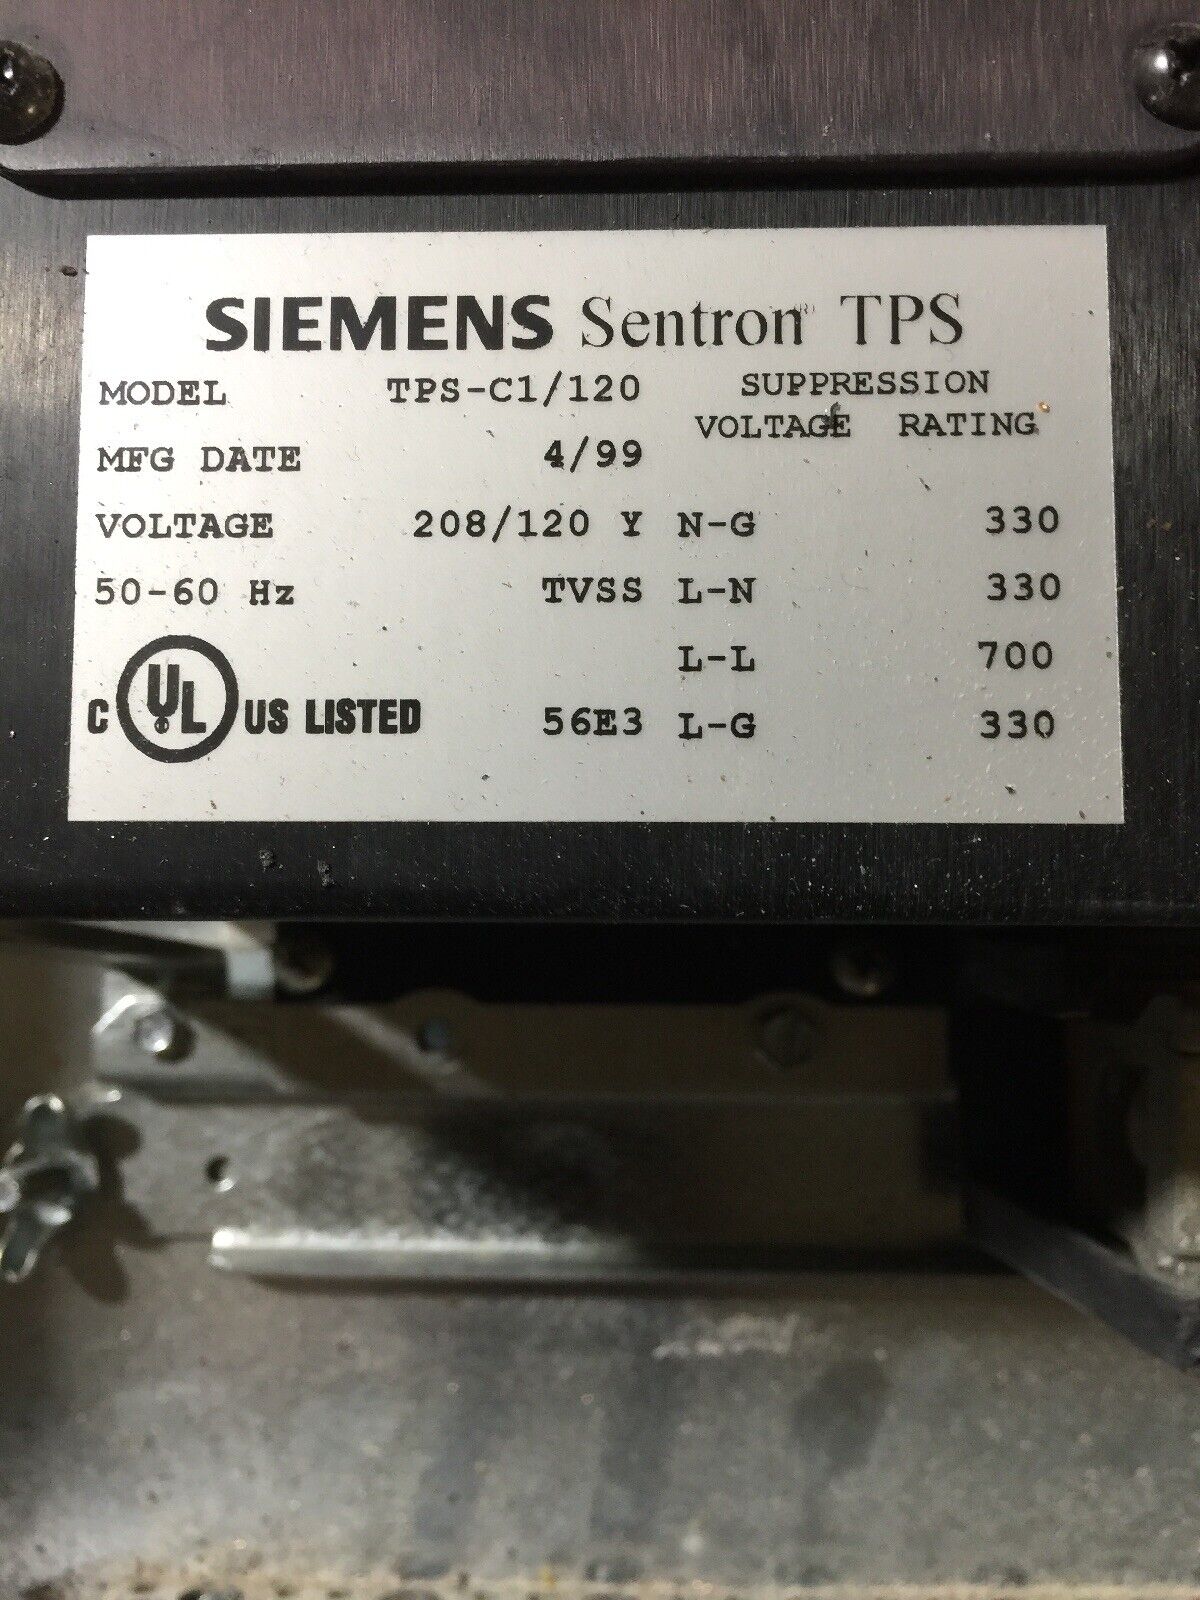 SIEMENS Sentron® TPS
MODEL TPS-C1/120 SUPPRESSION
VOLTAGE RATING
MFG DATE 4/99
VOLTAGE 208/120 Y N-G 330
50-60 Hz TVSS L-N 330
L-L 700
C UL US LISTED 56E3 L-G 330